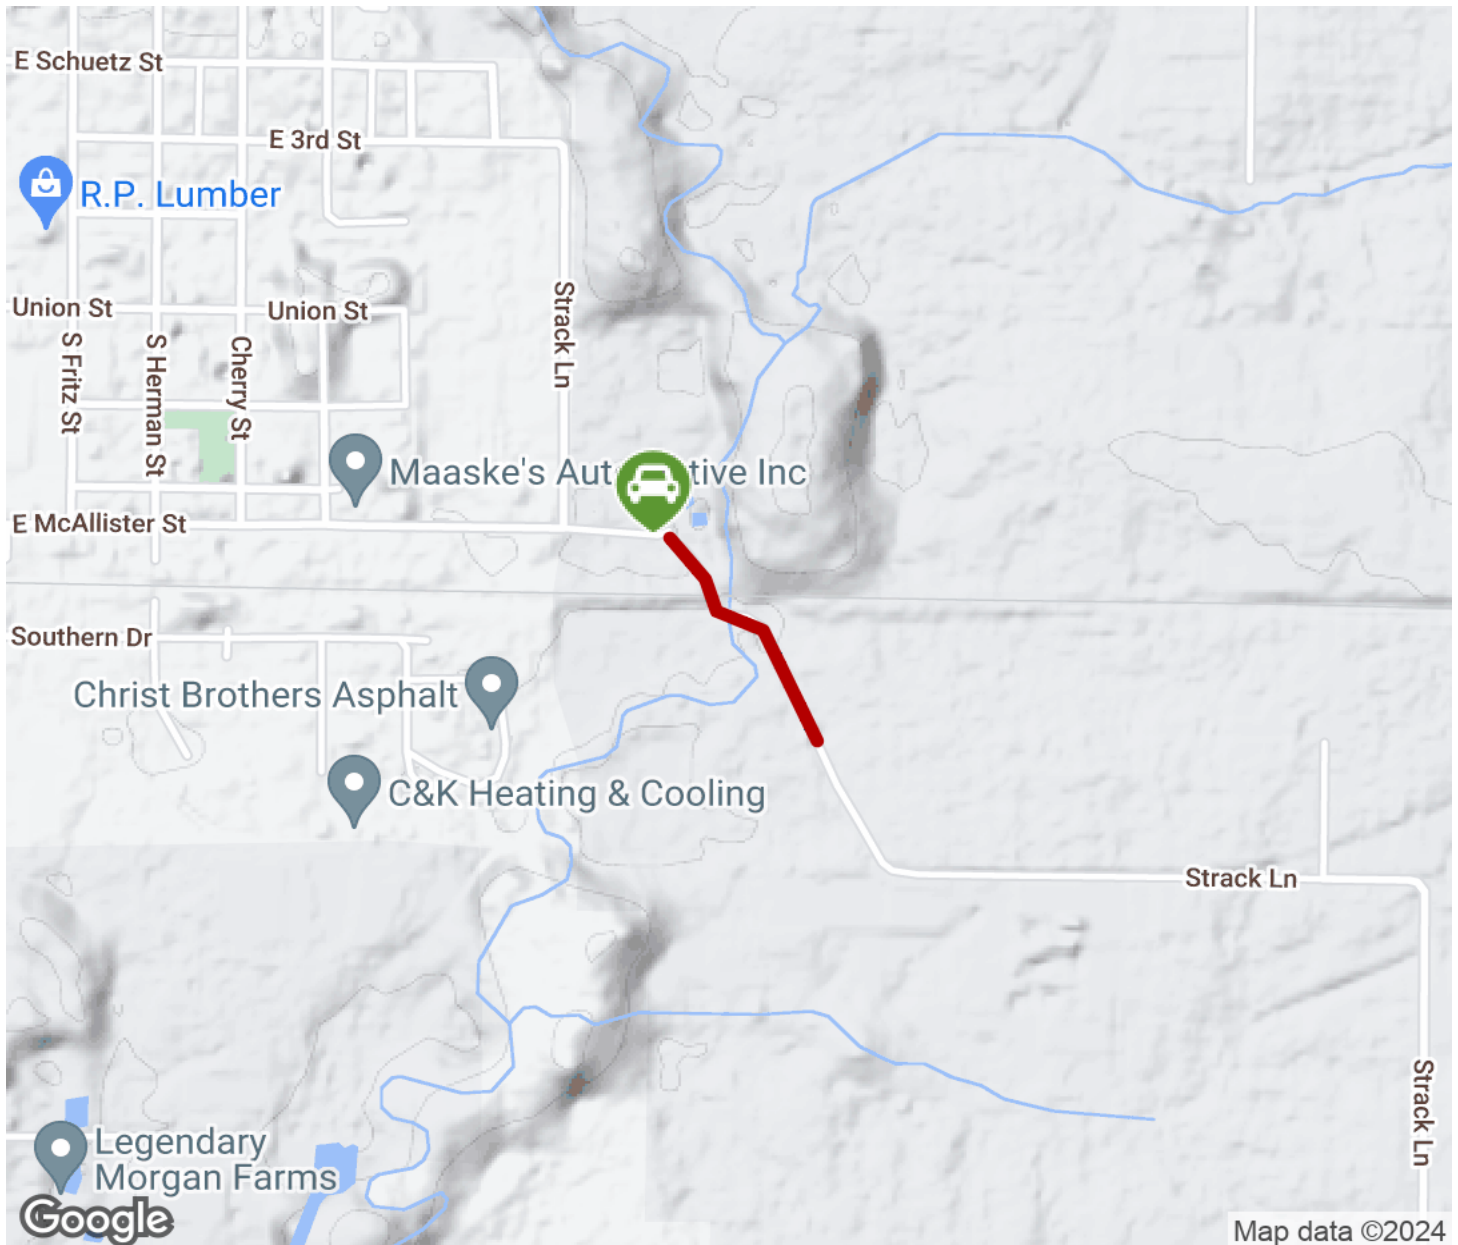 E Schuetz St
E 3rd St
R.P. Lumber
Union St
Union St
Strack Ln
S Fritz St
S Herman St
Cherry St
Maaske's Aut
tive Inc
E McAllister St
Southern Dr
Christ Brothers Asphalt
C&K Heating & Cooling
Strack Ln
Strack Ln
Legendary
Morgan Farms
Google
Map data ©2024